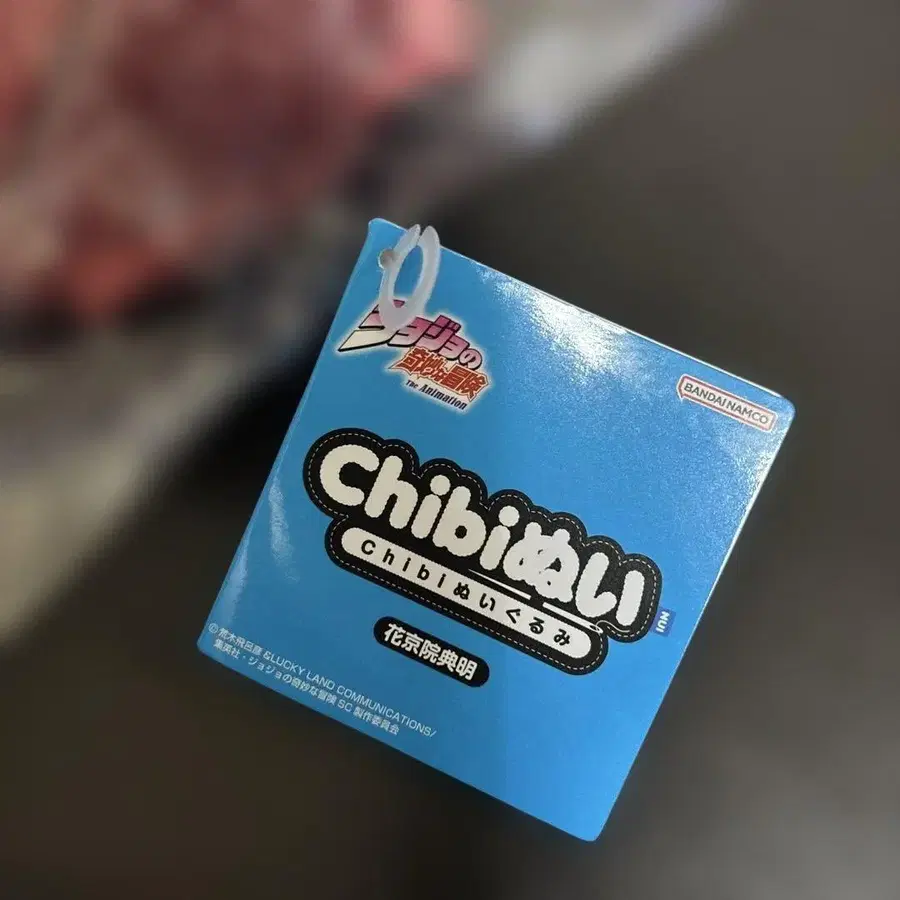 ジョジョの
奇妙な冒険
The Animation
BANDAI NAMCO
Chibiぬい
Chibiぬいぐるみ
NUI
花京院典明
©荒木飛呂彦&LUCKY LAND COMMUNICATIONS/
集英社・ジョジョの奇妙な冒険SC製作委員会